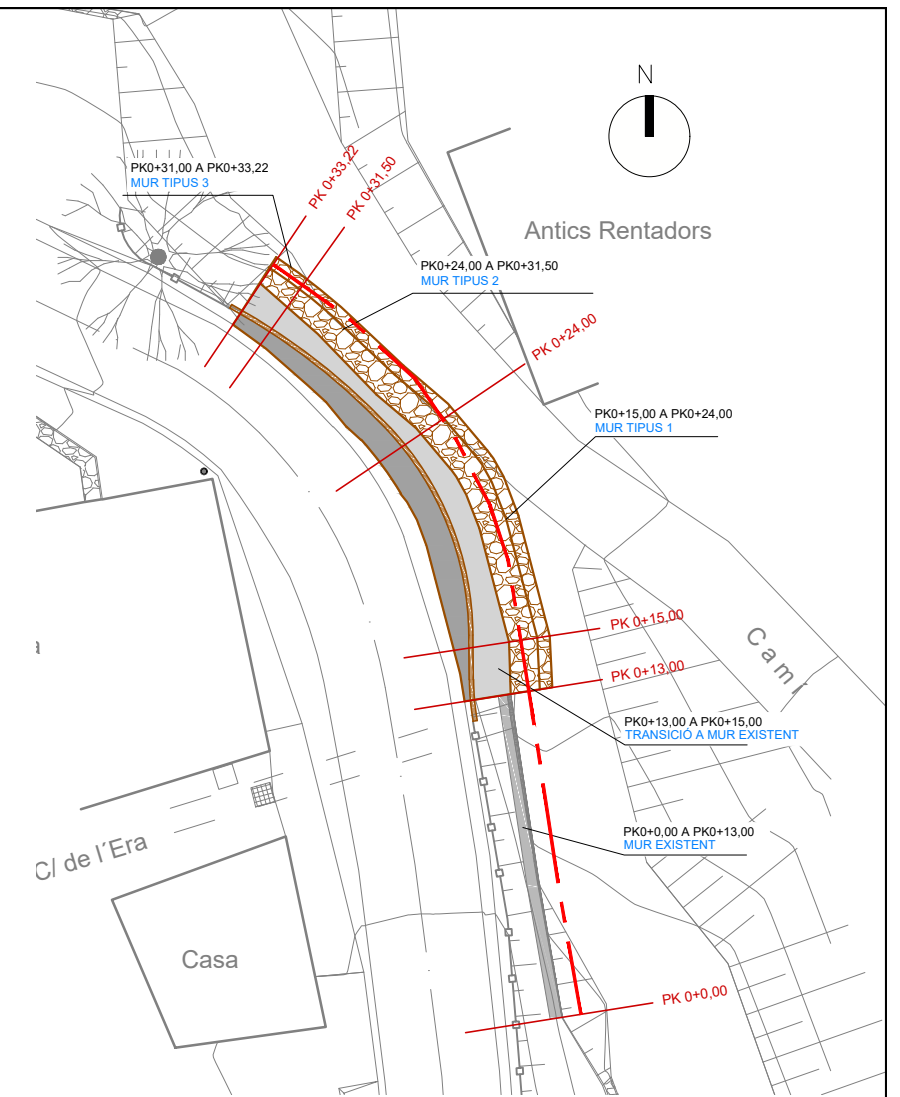 N
PK 0+33,22
PK0+31,00 A PK0+33,22
MUR TIPUS 3
PK 0+31,50
Antics Rentadors
PK0+24,00 A PK0+31,50
MUR TIPUS 2
PK 0+24,00
PK0+15,00 A PK0+24,00
MUR TIPUS 1
PK 0+15,00
Camí
PK 0+13,00
PK0+13,00 A PK0+15,00
TRANSICIÓ A MUR EXISTENT
PK0+0,00 A PK0+13,00
MUR EXISTENT
C/ de l´Era
Casa
PK 0+0,00